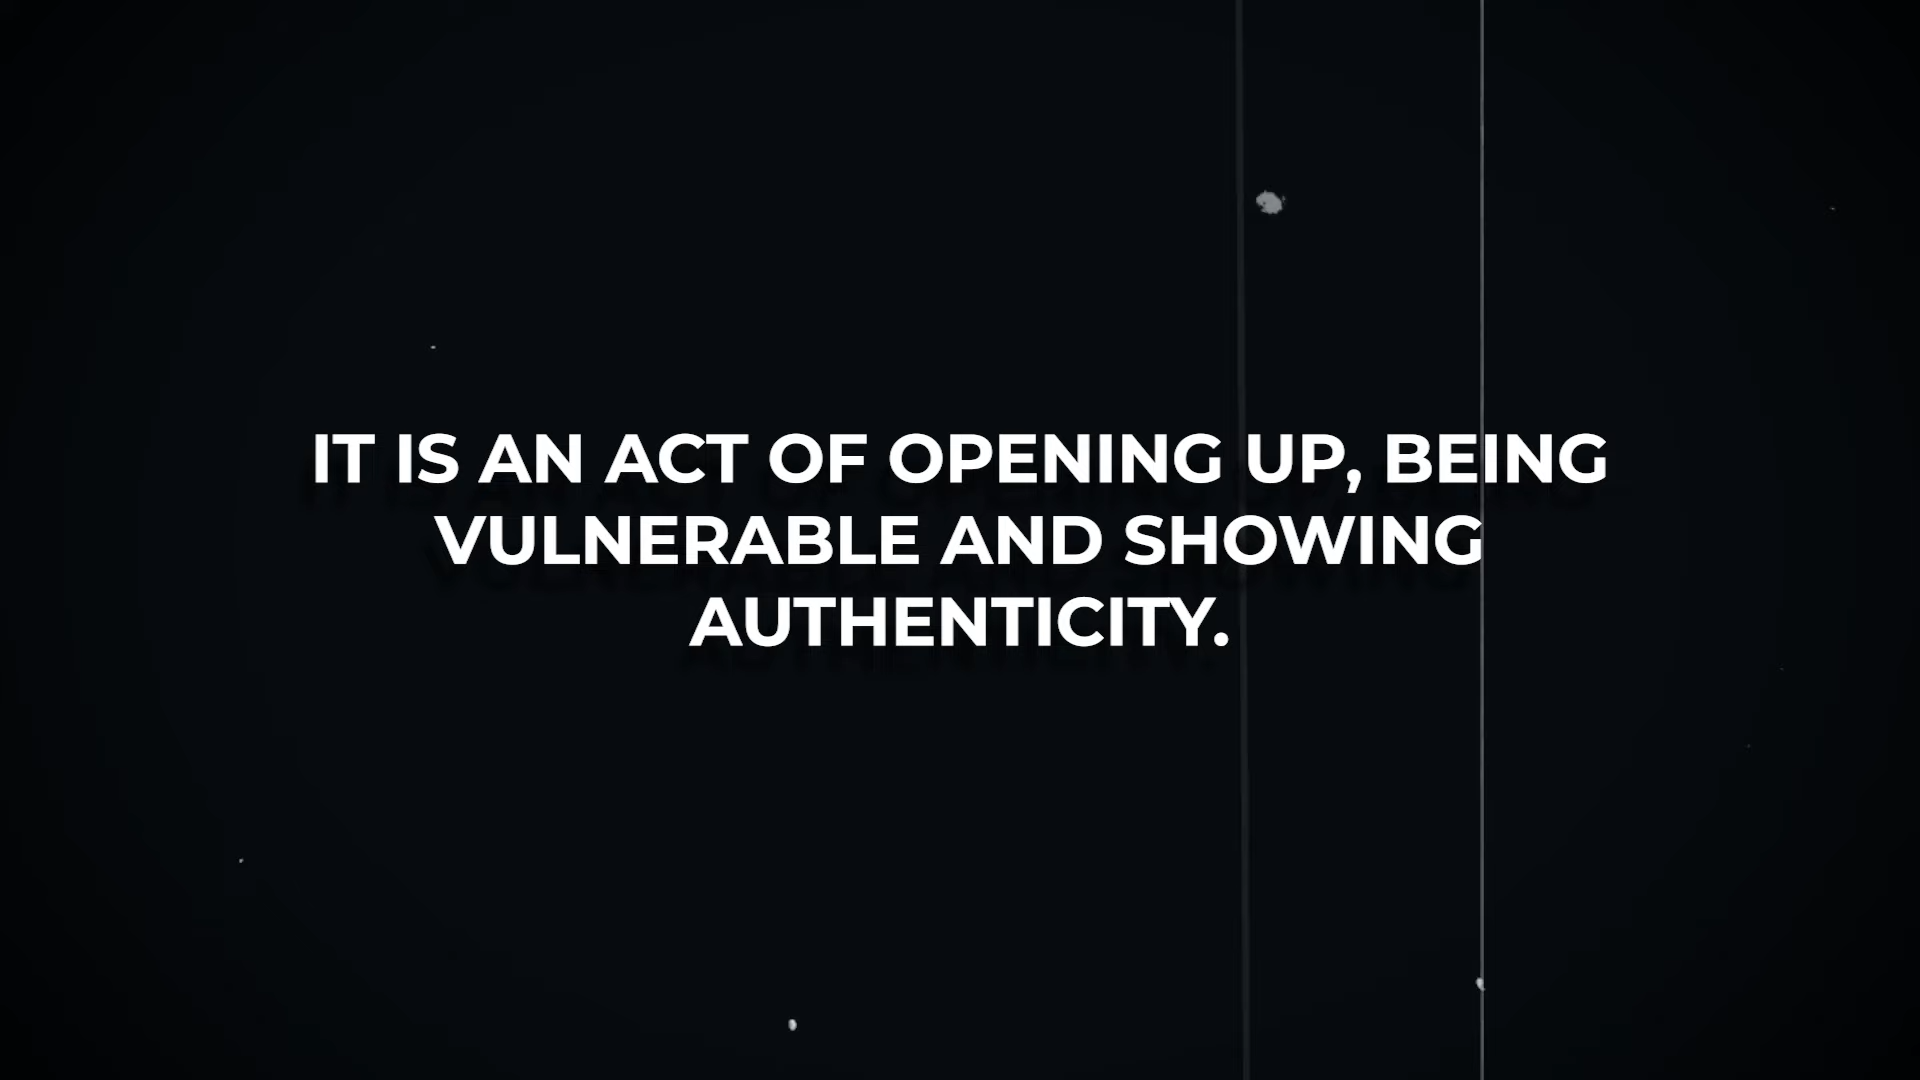 IT IS AN ACT OF OPENING UP, BEING
VULNERABLE AND SHOWING
AUTHENTICITY.